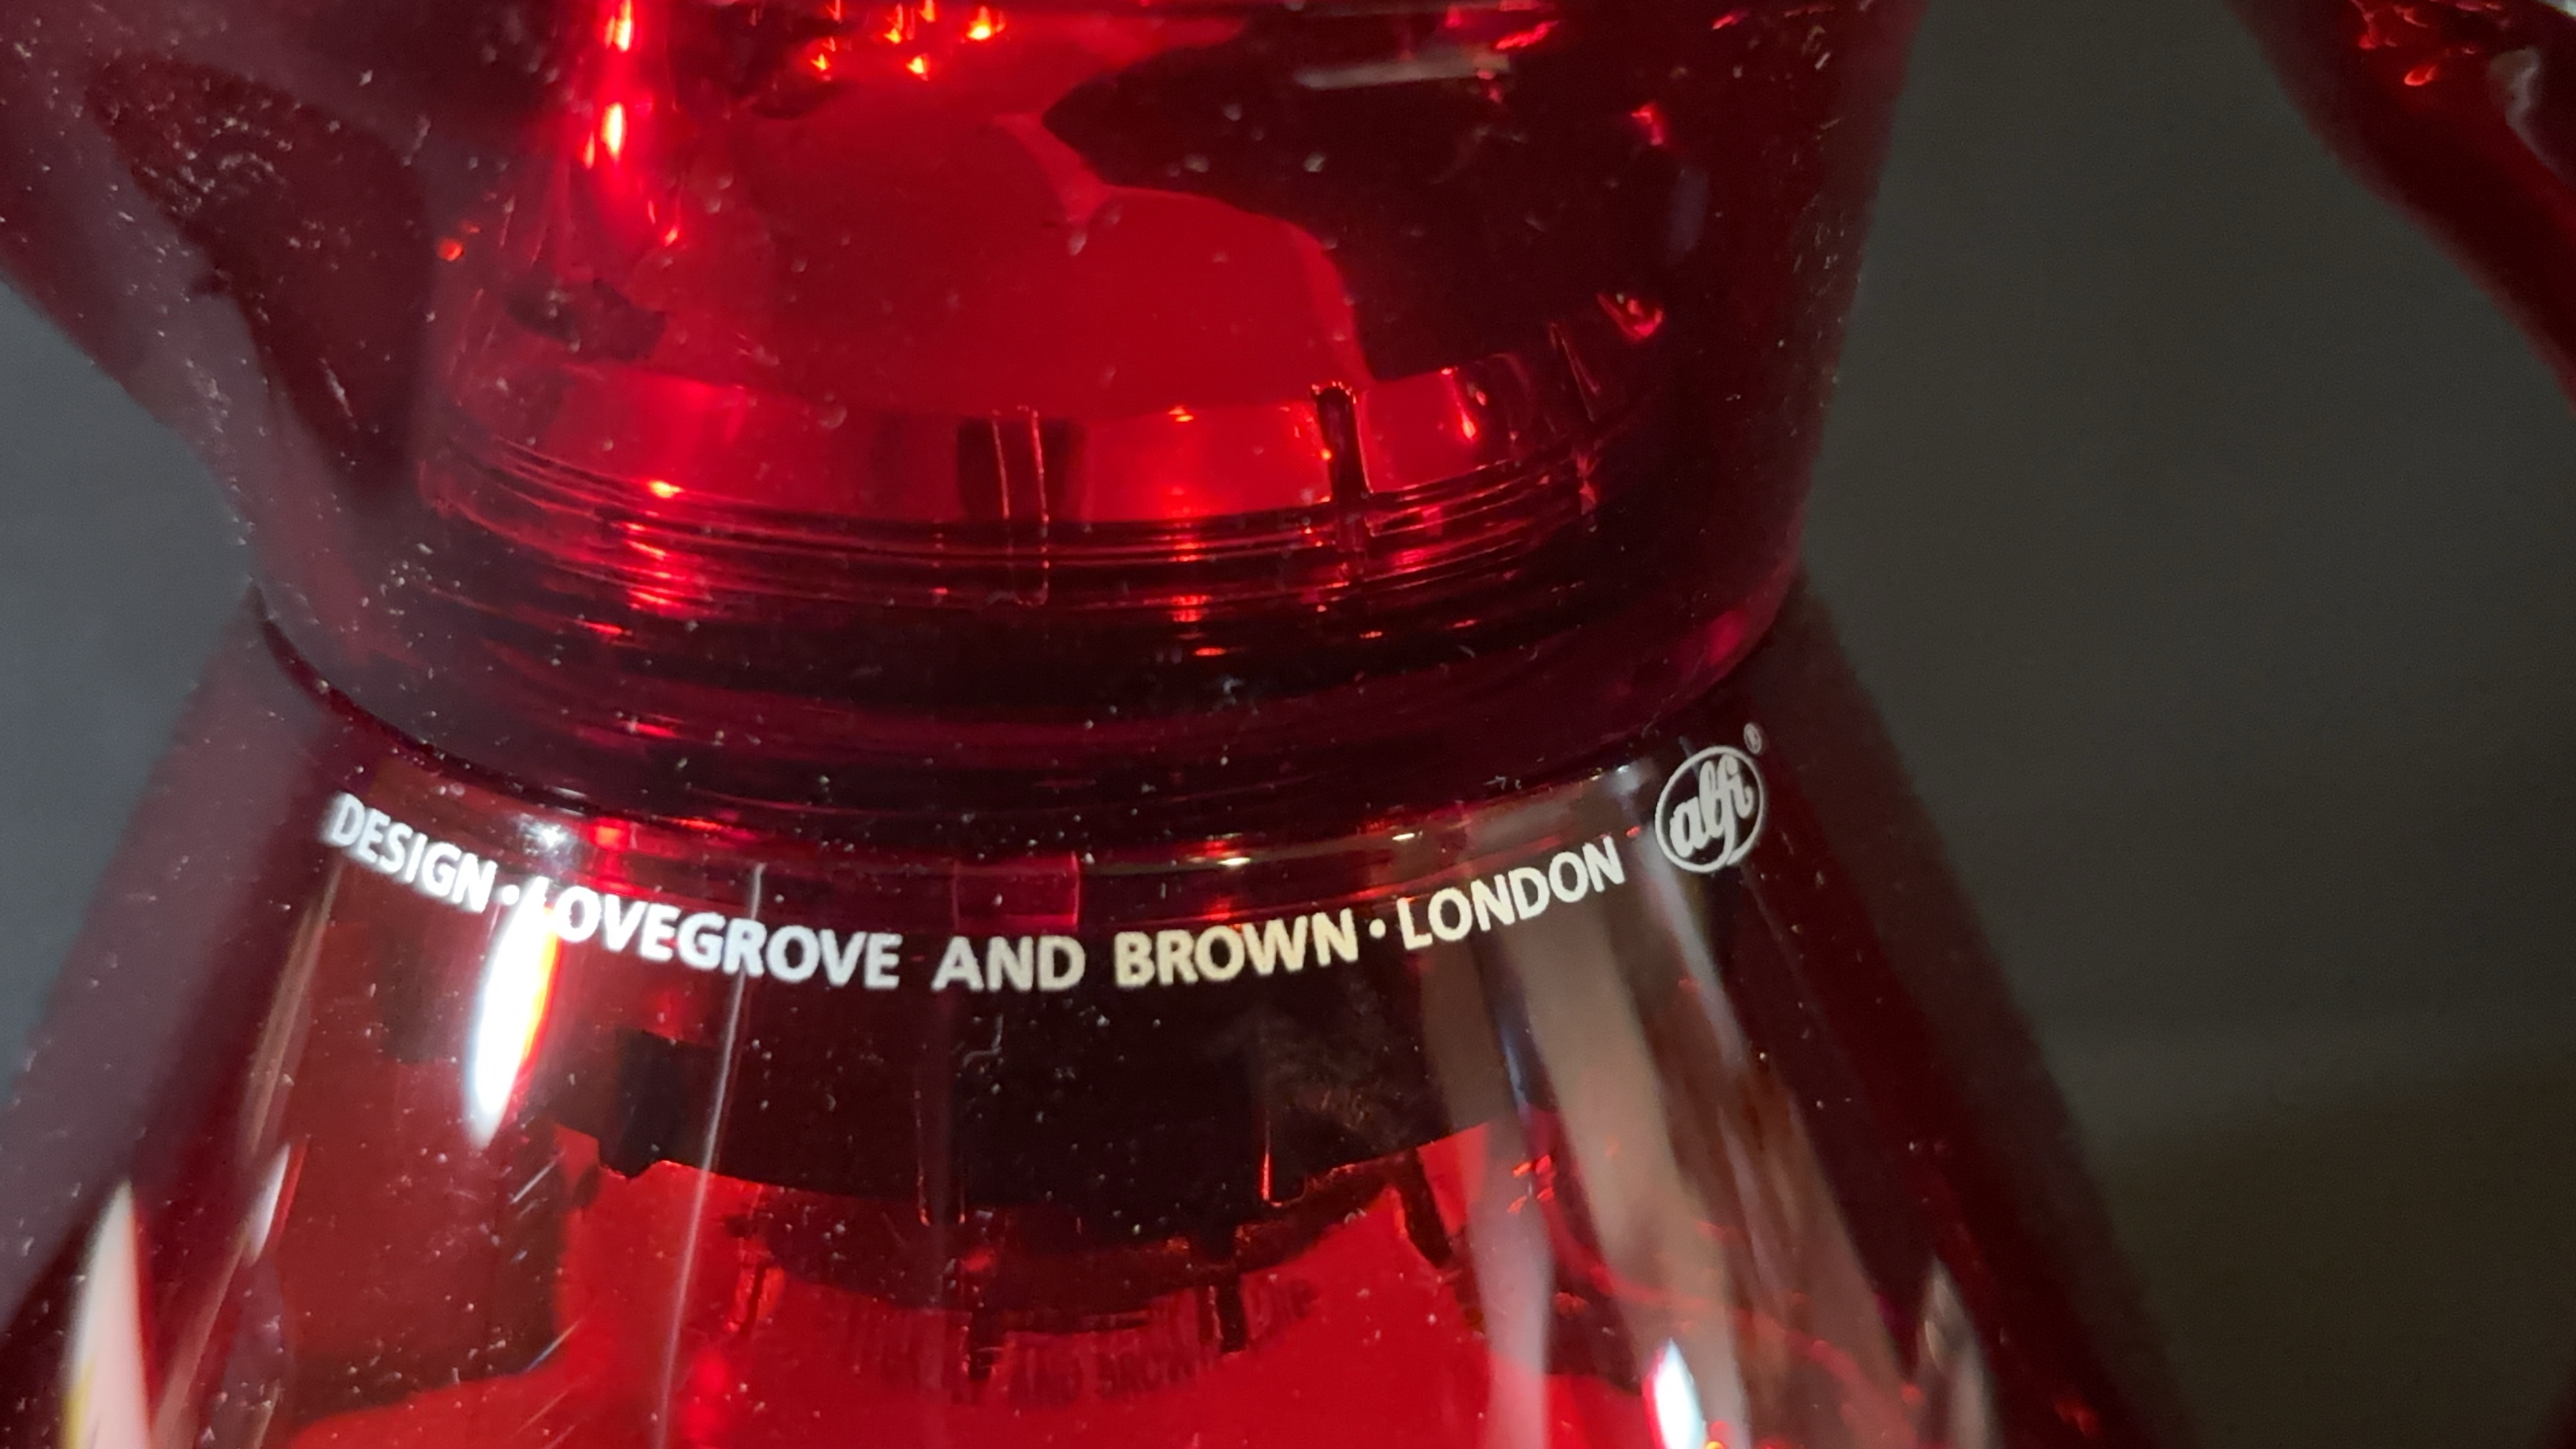 DESIGN · LOVEGROVE AND BROWN · LONDON alfi®